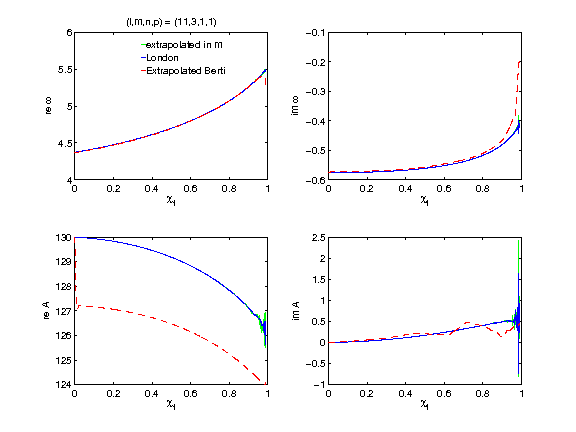 (l,m,n,p) = (11,3,1,1)
extrapolated in m
London
Extrapolated Berti
re ω
6
5.5
5
4.5
4
0 0.2 0.4 0.6 0.8 1
χf
im ω
-0.1
-0.2
-0.3
-0.4
-0.5
-0.6
0 0.2 0.4 0.6 0.8 1
χf
re A
130
129
128
127
126
125
124
0 0.2 0.4 0.6 0.8 1
χf
im A
2.5
2
1.5
1
0.5
0
-0.5
-1
0 0.2 0.4 0.6 0.8 1
χf